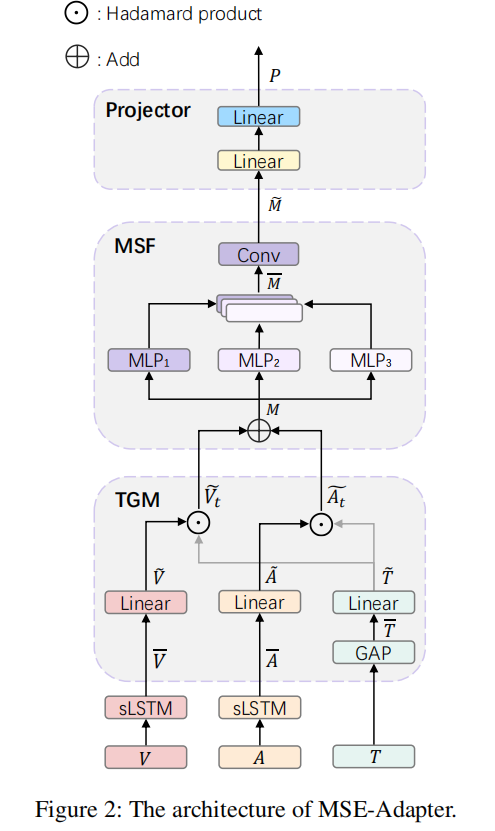 ⊙ : Hadamard product
⊕ : Add
P
Projector
Linear
Linear
M̃
MSF
Conv
M̅
MLP₁ MLP₂ MLP₃
M
TGM
Ṽt Ãt
Ṽ Ã T̃
Linear Linear Linear
V̅ A̅ T̅
GAP
sLSTM sLSTM
V A T
Figure 2: The architecture of MSE-Adapter.